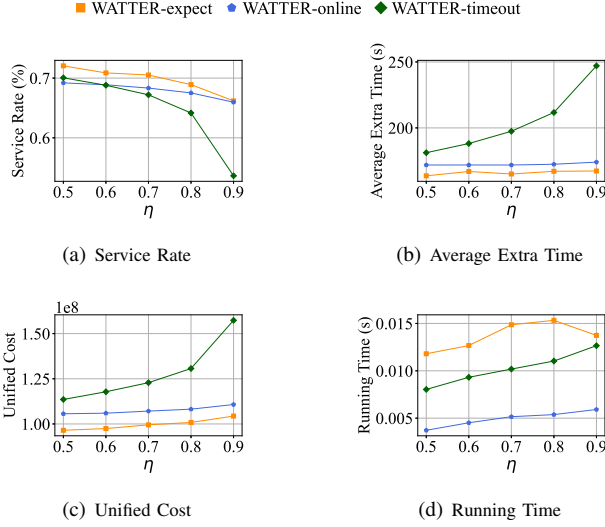 WATTER-expect WATTER-online WATTER-timeout
Service Rate (%)
0.7
0.6
0.5 0.6 0.7 0.8 0.9
η
(a) Service Rate
Average Extra Time (s)
250
200
0.5 0.6 0.7 0.8 0.9
η
(b) Average Extra Time
1e8
Unified Cost
1.50
1.25
1.00
0.5 0.6 0.7 0.8 0.9
η
(c) Unified Cost
Running Time (s)
0.015
0.010
0.005
0.5 0.6 0.7 0.8 0.9
η
(d) Running Time